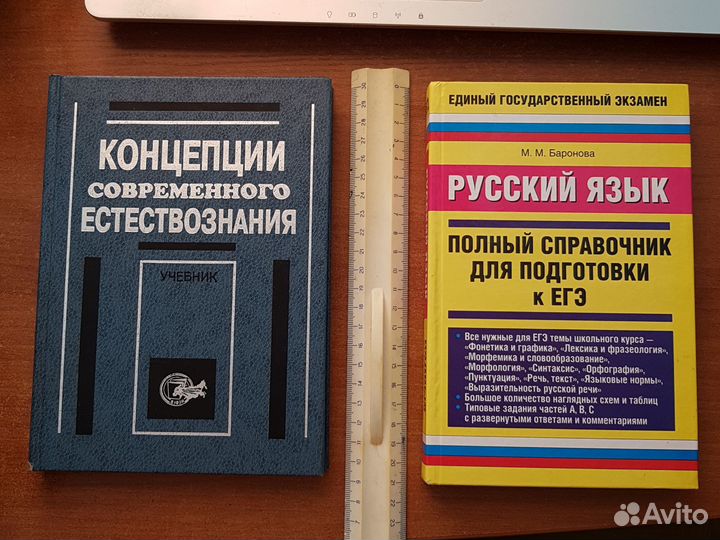 КОНЦЕПЦИИ
СОВРЕМЕННОГО
ЕСТЕСТВОЗНАНИЯ
УЧЕБНИК
ЕДИНЫЙ ГОСУДАРСТВЕННЫЙ ЭКЗАМЕН
М. М. Баронова
РУССКИЙ ЯЗЫК
ПОЛНЫЙ СПРАВОЧНИК
ДЛЯ ПОДГОТОВКИ
К ЕГЭ
• Все нужные для ЕГЭ темы школьного курса —
«Фонетика и графика», «Лексика и фразеология»,
«Морфемика и словообразование»,
«Морфология», «Синтаксис», «Орфография»,
«Пунктуация», «Речь, текст», «Языковые нормы»,
«Выразительность русской речи»
• Большое количество наглядных схем и таблиц
• Типовые задания частей А, В, С
с развернутыми ответами и комментариями
Avito